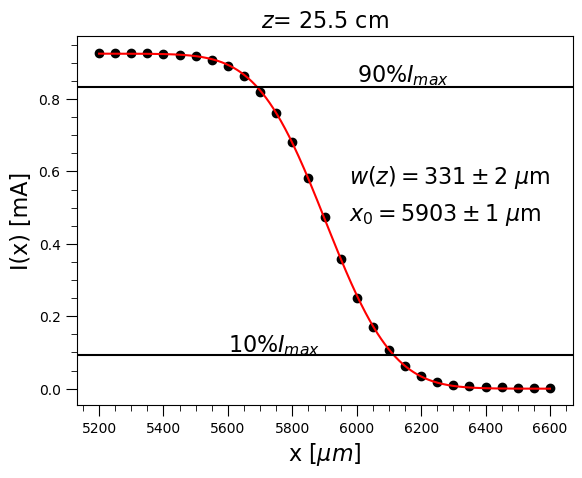 z= 25.5 cm
90%I_max
w(z) = 331 ± 2 μm
x_0 = 5903 ± 1 μm
10%I_max
I(x) [mA]
0.8
0.6
0.4
0.2
0.0
5200 5400 5600 5800 6000 6200 6400 6600
x [μm]